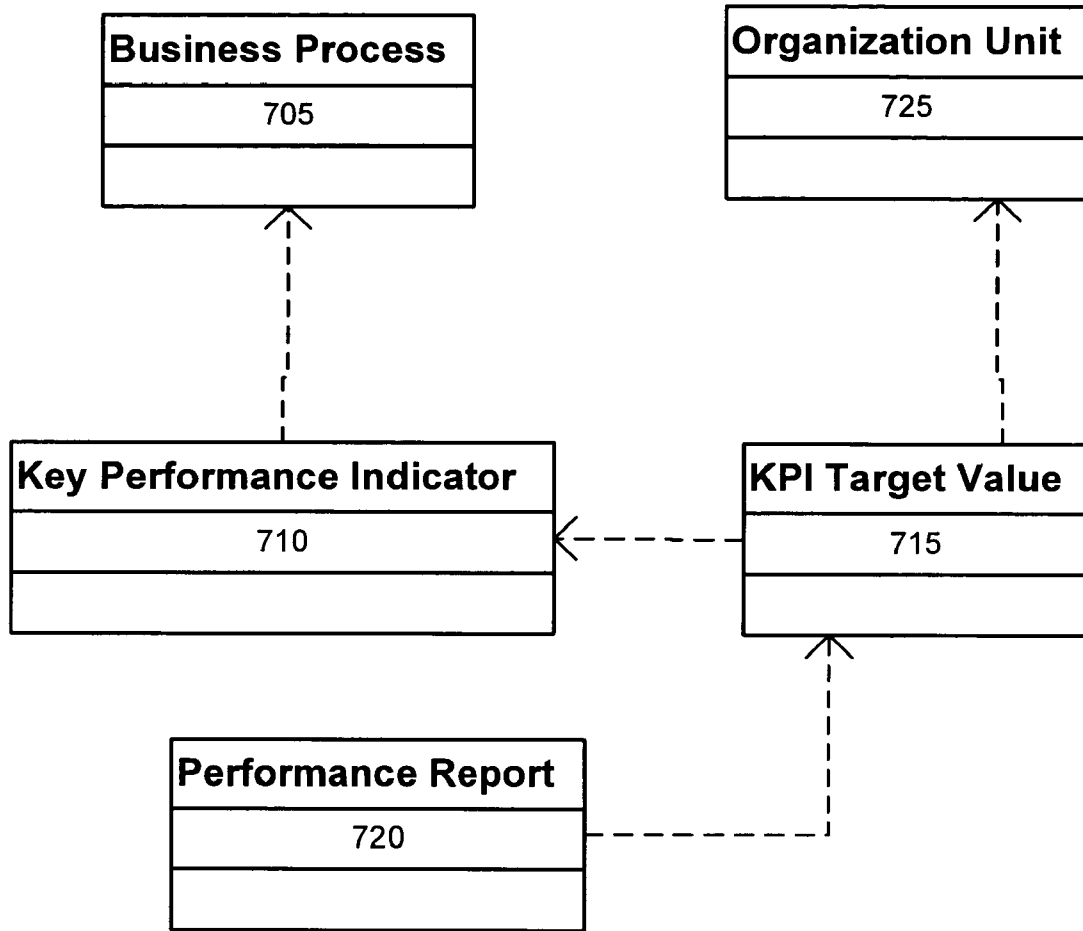 Business Process
705
Organization Unit
725
Key Performance Indicator
710
KPI Target Value
715
Performance Report
720